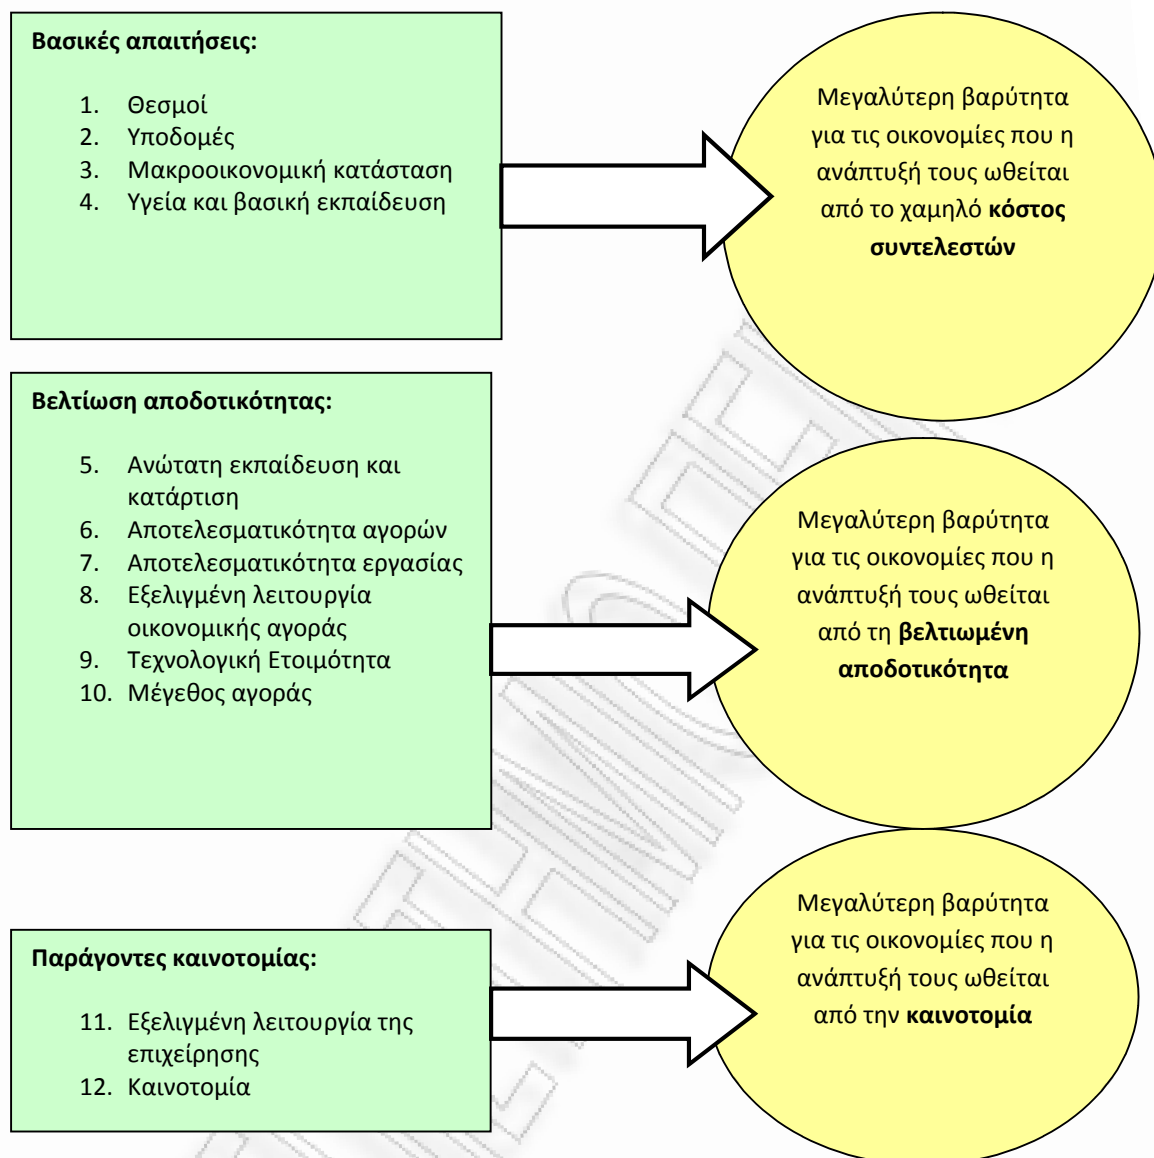 Βασικές απαιτήσεις:
1. Θεσμοί
2. Υποδομές
3. Μακροοικονομική κατάσταση
4. Υγεία και βασική εκπαίδευση
Μεγαλύτερη βαρύτητα
για τις οικονομίες που η
ανάπτυξή τους ωθείται
από το χαμηλό κόστος
συντελεστών
Βελτίωση αποδοτικότητας:
5. Ανώτατη εκπαίδευση και
κατάρτιση
6. Αποτελεσματικότητα αγορών
7. Αποτελεσματικότητα εργασίας
8. Εξελιγμένη λειτουργία
οικονομικής αγοράς
9. Τεχνολογική Ετοιμότητα
10. Μέγεθος αγοράς
Μεγαλύτερη βαρύτητα
για τις οικονομίες που η
ανάπτυξή τους ωθείται
από τη βελτιωμένη
αποδοτικότητα
Παράγοντες καινοτομίας:
11. Εξελιγμένη λειτουργία της
επιχείρησης
12. Καινοτομία
Μεγαλύτερη βαρύτητα
για τις οικονομίες που η
ανάπτυξή τους ωθείται
από την καινοτομία